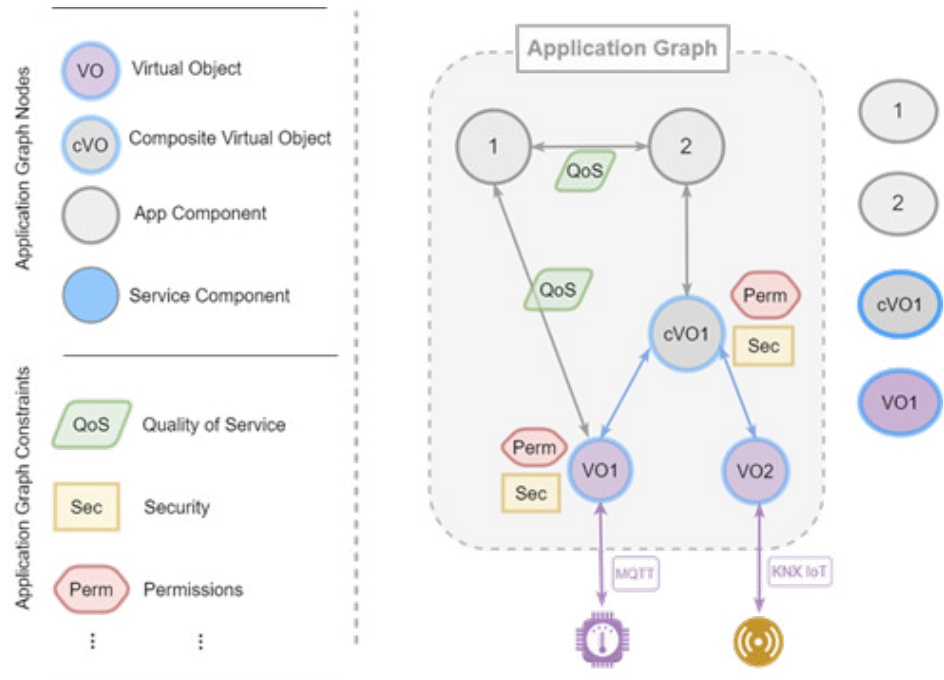 Application Graph Nodes
VO
Virtual Object
cVO
Composite Virtual Object
App Component
Service Component
Application Graph Constraints
QoS
Quality of Service
Sec
Security
Perm
Permissions
Application Graph
1
2
QoS
QoS
cVO1
Perm
Sec
Perm
Sec
VO1
VO2
MQTT
KNX IoT
1
2
cVO1
VO1